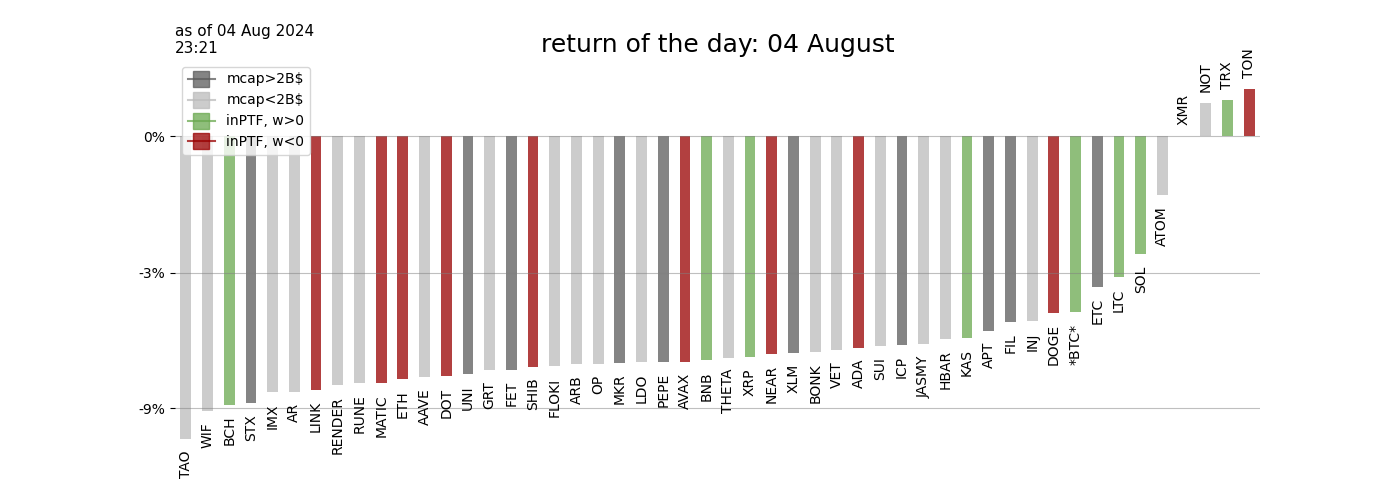 as of 04 Aug 2024
23:21
return of the day: 04 August
mcap>2B$
mcap<2B$
inPTF, w>0
inPTF, w<0
0%
-3%
-9%
TAO
WIF
BCH
STX
IMX
AR
LINK
RENDER
RUNE
MATIC
ETH
AAVE
DOT
UNI
GRT
FET
SHIB
FLOKI
ARB
OP
MKR
LDO
PEPE
AVAX
BNB
THETA
XRP
NEAR
XLM
BONK
VET
ADA
SUI
ICP
JASMY
HBAR
KAS
APT
FIL
INJ
DOGE
*BTC*
ETC
LTC
SOL
ATOM
XMR
NOT
TRX
TON